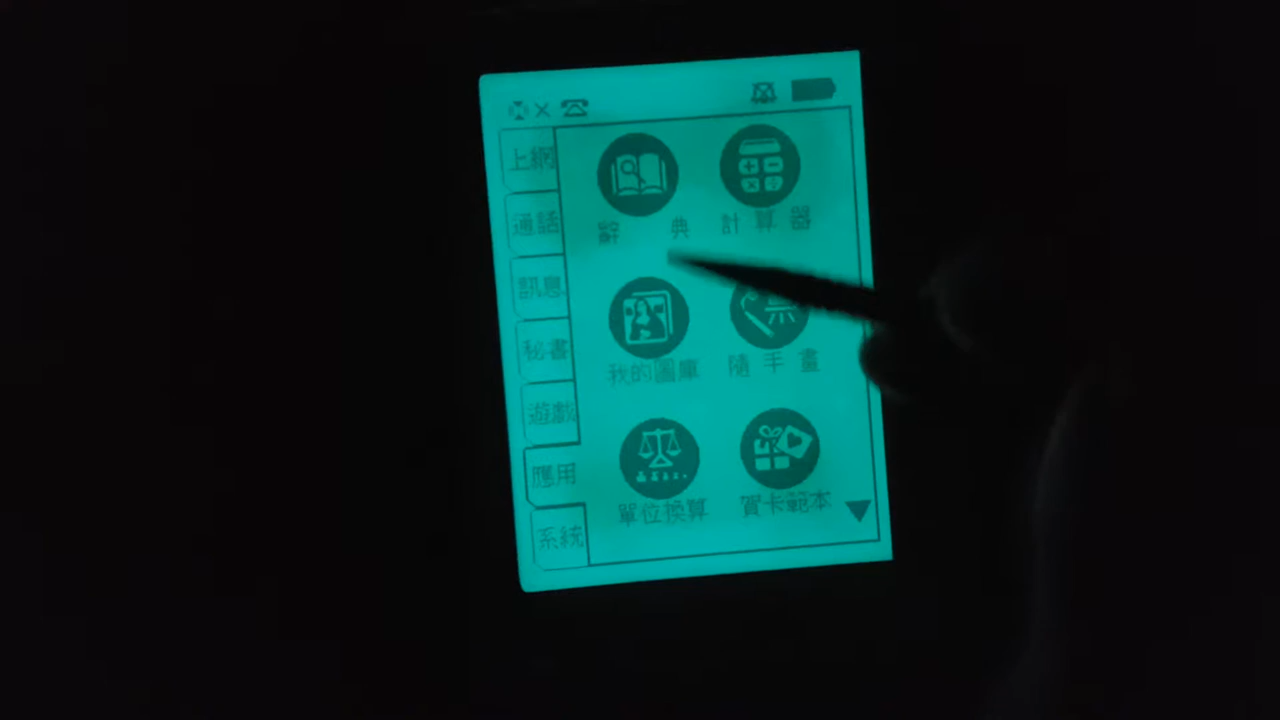 上網
通話
訊息
秘書
遊戲
應用
系統
辭典 計算器
我的圖庫 隨手畫
單位換算 賀卡範本